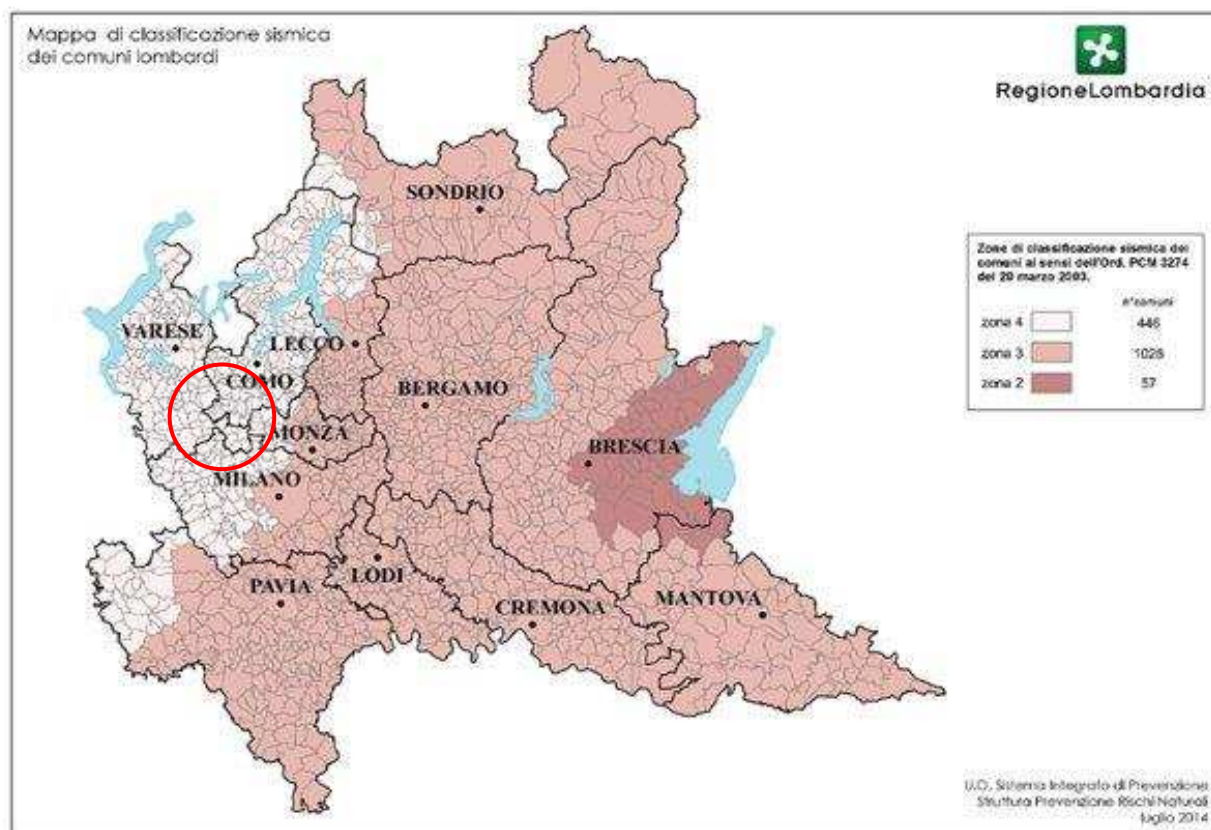 Mappa di classificazione sismica
dei comuni lombardi
RegioneLombardia
SONDRIO
VARESE
LECCO
COMO
BERGAMO
MONZA
BRESCIA
MILANO
PAVIA
LODI
CREMONA
MANTOVA
Zone di classificazione sismica dei
comuni ai sensi dell'Ord. PCM 3274
del 20 marzo 2003.
n°comuni
zona 4 446
zona 3 1028
zona 2 57
U.O. Sistema Integrato di Prevenzione
Struttura Prevenzione Rischi Naturali
luglio 2014